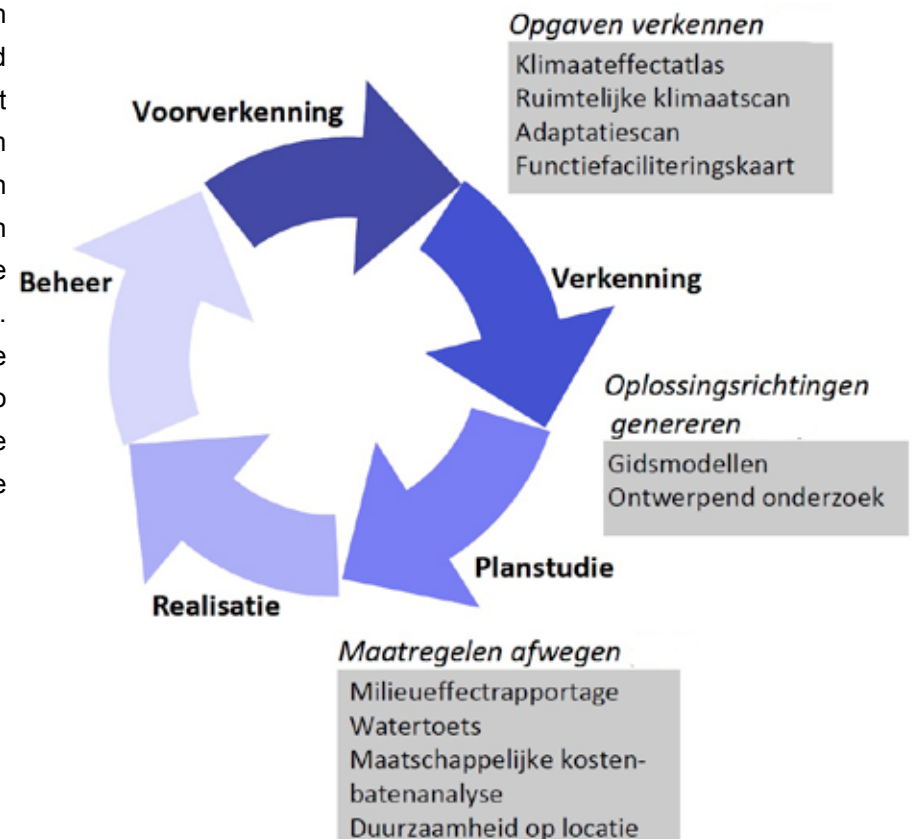 Opgaven verkennen
Klimaateffectatlas
Ruimtelijke klimaatscan
Adaptatiescan
Functiefaciliteringskaart
Voorverkenning
Verkenning
Beheer
Oplossingsrichtingen
genereren
Gidsmodellen
Ontwerpend onderzoek
Planstudie
Realisatie
Maatregelen afwegen
Milieueffectrapportage
Watertoets
Maatschappelijke kosten-
batenanalyse
Duurzaamheid op locatie